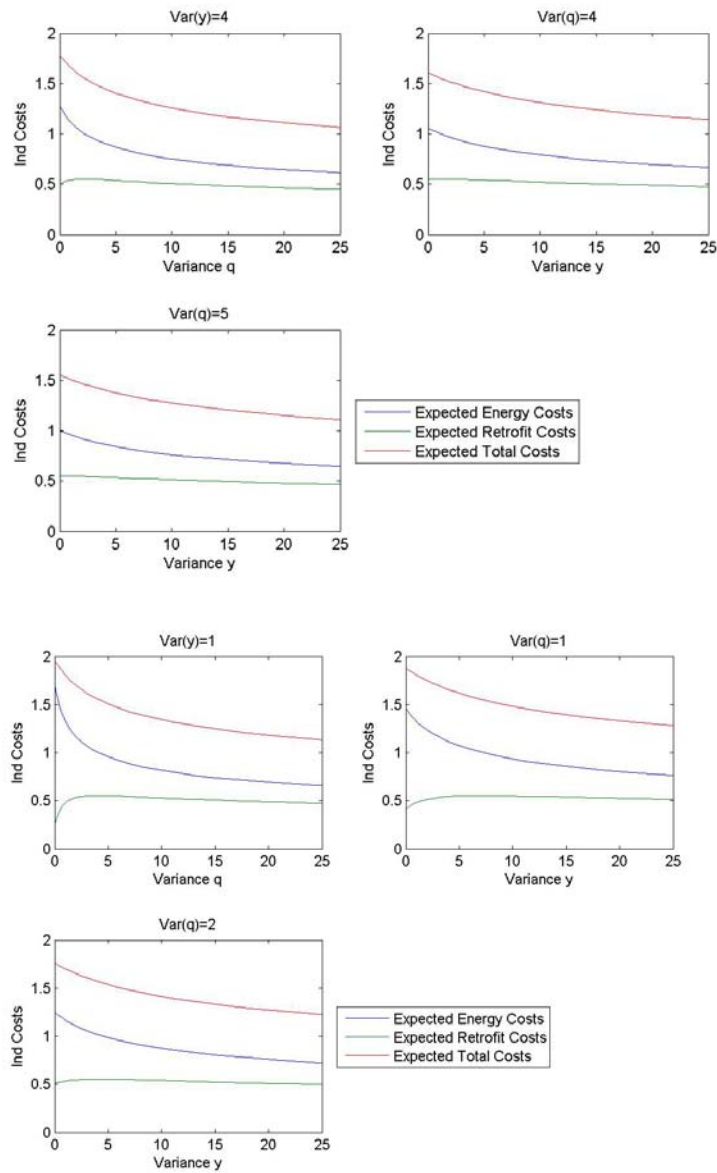 Var(y)=4
2
1.5
1
0.5
0
Ind Costs
0 5 10 15 20 25
Variance q
Var(q)=4
2
1.5
1
0.5
0
Ind Costs
0 5 10 15 20 25
Variance y
Var(q)=5
2
1.5
1
0.5
0
Ind Costs
0 5 10 15 20 25
Variance y
Expected Energy Costs
Expected Retrofit Costs
Expected Total Costs
Var(y)=1
2
1.5
1
0.5
0
Ind Costs
0 5 10 15 20 25
Variance q
Var(q)=1
2
1.5
1
0.5
0
Ind Costs
0 5 10 15 20 25
Variance y
Var(q)=2
2
1.5
1
0.5
0
Ind Costs
0 5 10 15 20 25
Variance y
Expected Energy Costs
Expected Retrofit Costs
Expected Total Costs